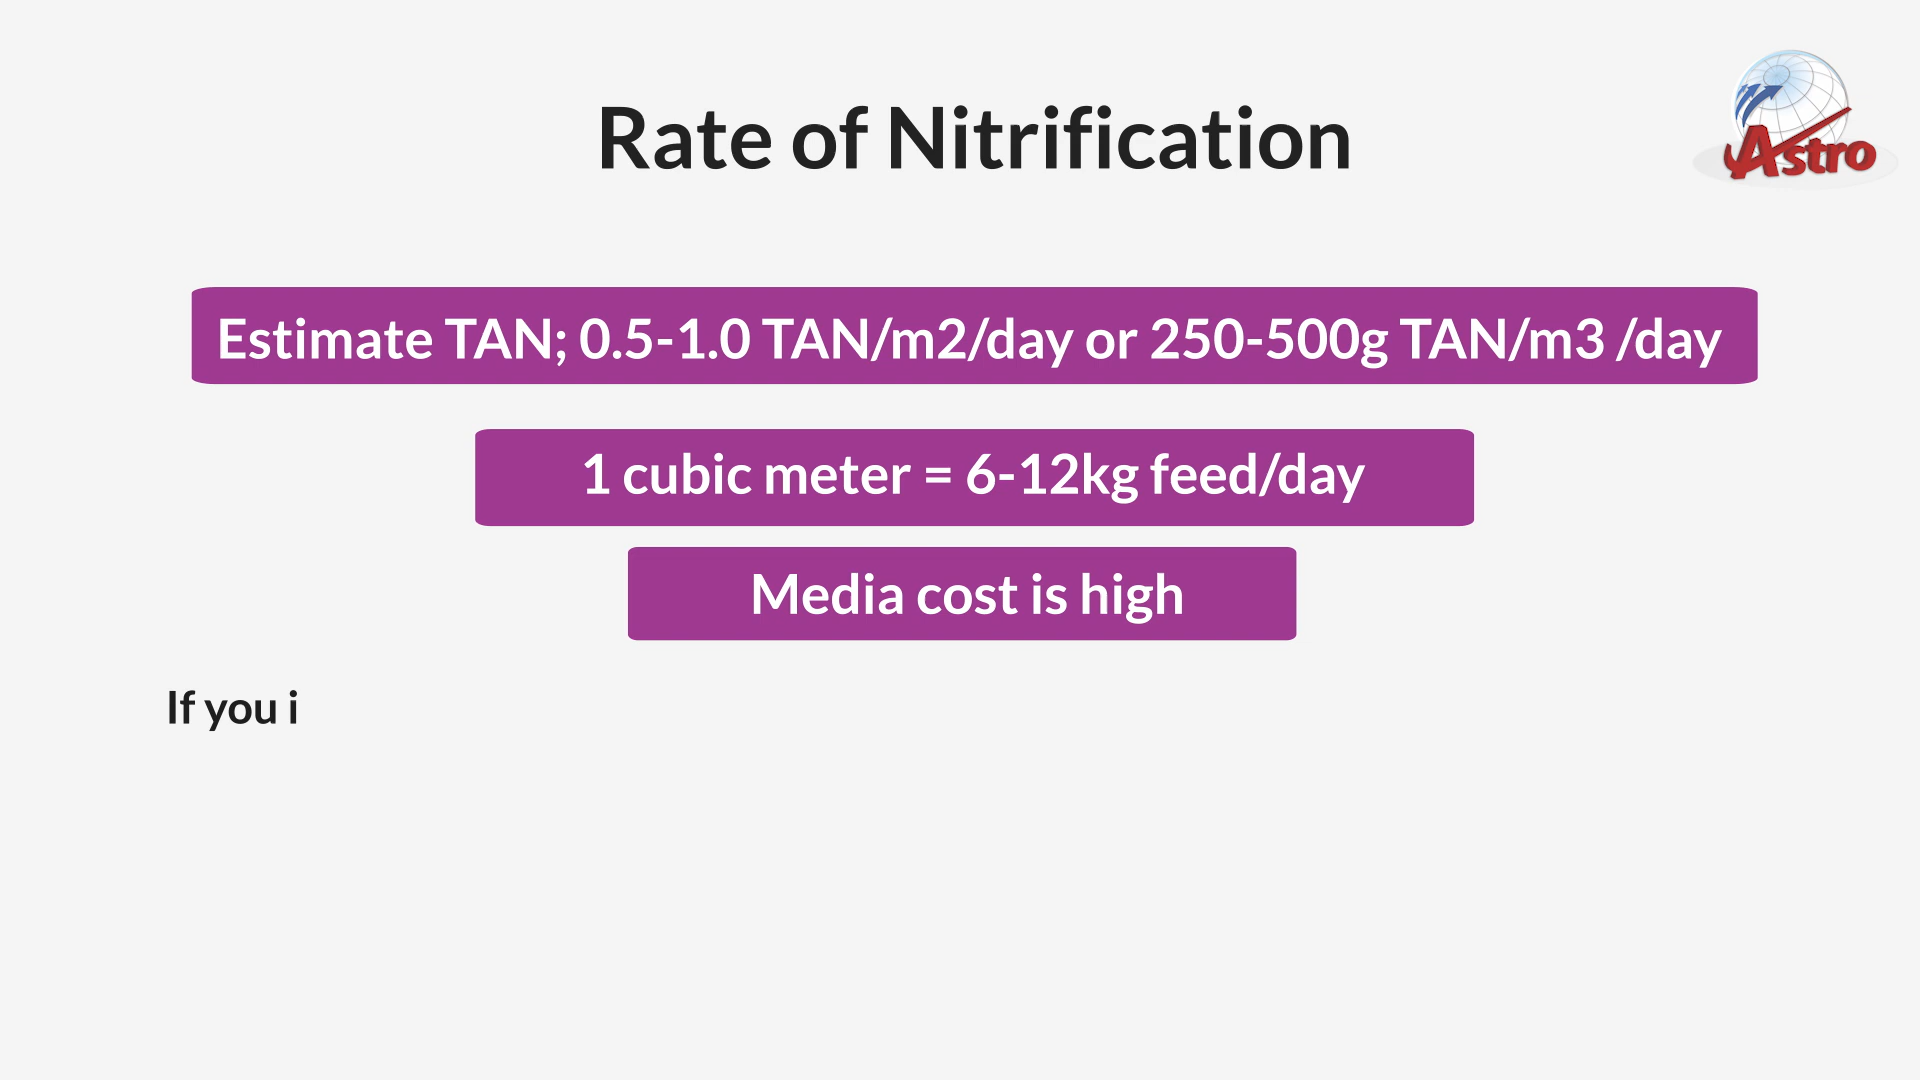 Astro
Rate of Nitrification
Estimate TAN; 0.5-1.0 TAN/m2/day or 250-500g TAN/m3 /day
1 cubic meter = 6-12kg feed/day
Media cost is high
If you i